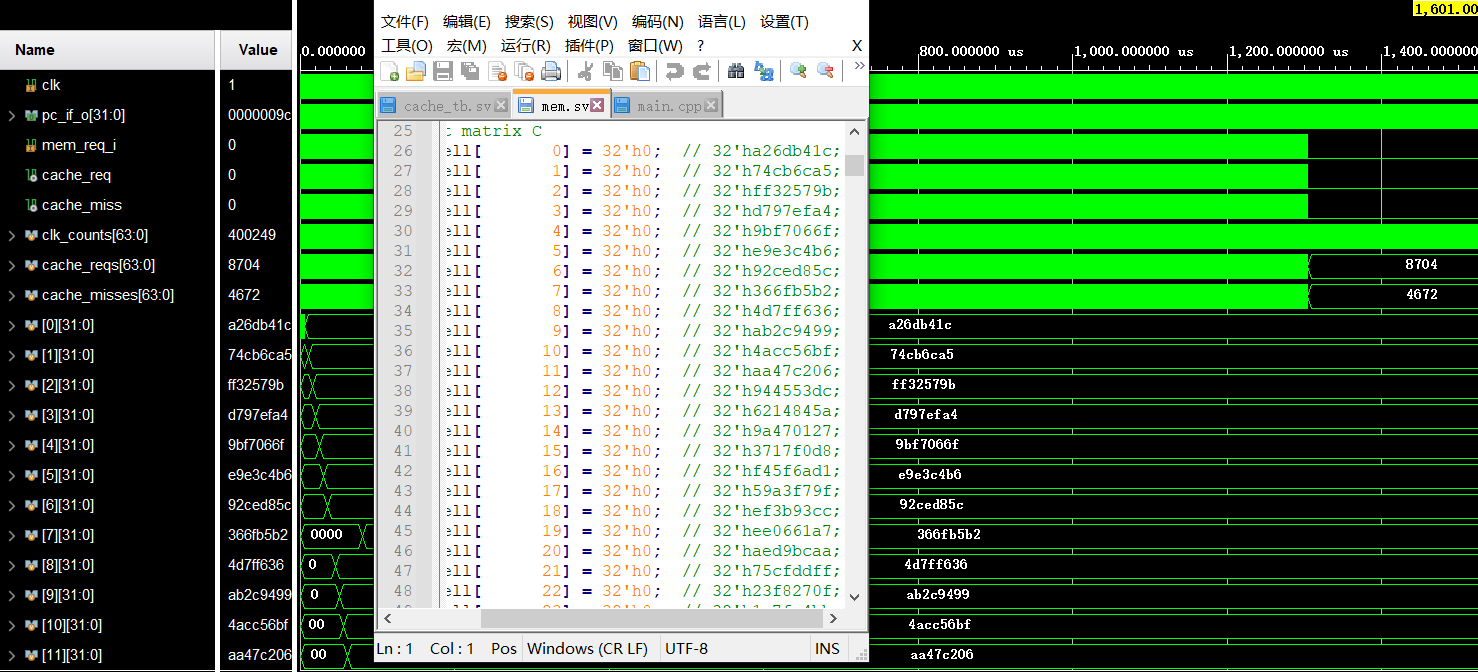 1,601.00
Name Value
clk 1
pc_if_o[31:0] 0000009c
mem_req_i 0
cache_req 0
cache_miss 0
clk_counts[63:0] 400249
cache_reqs[63:0] 8704
cache_misses[63:0] 4672
[0][31:0] a26db41c
[1][31:0] 74cb6ca5
[2][31:0] ff32579b
[3][31:0] d797efa4
[4][31:0] 9bf7066f
[5][31:0] e9e3c4b6
[6][31:0] 92ced85c
[7][31:0] 366fb5b2
[8][31:0] 4d7ff636
[9][31:0] ab2c9499
[10][31:0] 4acc56bf
[11][31:0] aa47c206
0.000000
0000
0
0
00
00
文件(F) 编辑(E) 搜索(S) 视图(V) 编码(N) 语言(L) 设置(T)
工具(O) 宏(M) 运行(R) 插件(P) 窗口(W) ? X
cache_tb.sv mem.sv main.cpp
25 t matrix C
26 ell[ 0] = 32'h0; // 32'ha26db41c;
27 ell[ 1] = 32'h0; // 32'h74cb6ca5;
28 ell[ 2] = 32'h0; // 32'hff32579b;
29 ell[ 3] = 32'h0; // 32'hd797efa4;
30 ell[ 4] = 32'h0; // 32'h9bf7066f;
31 ell[ 5] = 32'h0; // 32'he9e3c4b6;
32 ell[ 6] = 32'h0; // 32'h92ced85c;
33 ell[ 7] = 32'h0; // 32'h366fb5b2;
34 ell[ 8] = 32'h0; // 32'h4d7ff636;
35 ell[ 9] = 32'h0; // 32'hab2c9499;
36 ell[ 10] = 32'h0; // 32'h4acc56bf;
37 ell[ 11] = 32'h0; // 32'haa47c206;
38 ell[ 12] = 32'h0; // 32'h944553dc;
39 ell[ 13] = 32'h0; // 32'h6214845a;
40 ell[ 14] = 32'h0; // 32'h9a470127;
41 ell[ 15] = 32'h0; // 32'h3717f0d8;
42 ell[ 16] = 32'h0; // 32'hf45f6ad1;
43 ell[ 17] = 32'h0; // 32'h59a3f79f;
44 ell[ 18] = 32'h0; // 32'hef3b93cc;
45 ell[ 19] = 32'h0; // 32'hee0661a7;
46 ell[ 20] = 32'h0; // 32'haed9bcaa;
47 ell[ 21] = 32'h0; // 32'h75cfddff;
48 ell[ 22] = 32'h0; // 32'h23f8270f;
Ln : 1 Col : 1 Pos Windows (CR LF) UTF-8 INS
800.000000 us 1,000.000000 us 1,200.000000 us 1,400.000000
8704
4672
a26db41c
74cb6ca5
ff32579b
d797efa4
9bf7066f
e9e3c4b6
92ced85c
366fb5b2
4d7ff636
ab2c9499
4acc56bf
aa47c206